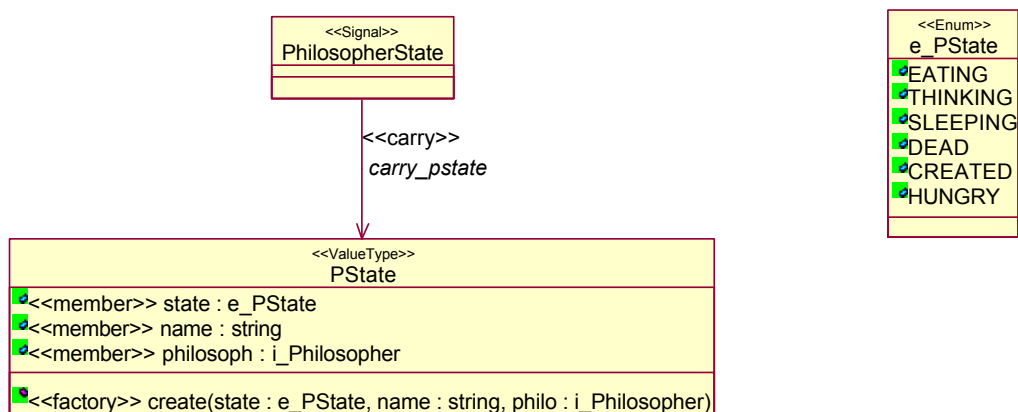 <<Signal>>
PhilosopherState
<<carry>>
carry_pstate
<<ValueType>>
PState
<<member>> state : e_PState
<<member>> name : string
<<member>> philosoph : i_Philosopher
<<factory>> create(state : e_PState, name : string, philo : i_Philosopher)
<<Enum>>
e_PState
EATING
THINKING
SLEEPING
DEAD
CREATED
HUNGRY